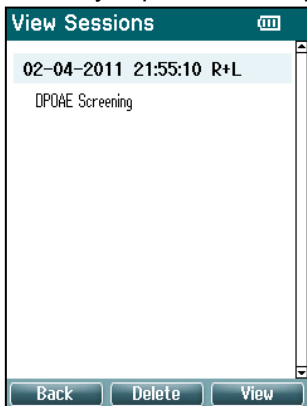 View Sessions
02-04-2011 21:55:10 R+L
DPOAE Screening
Back Delete View